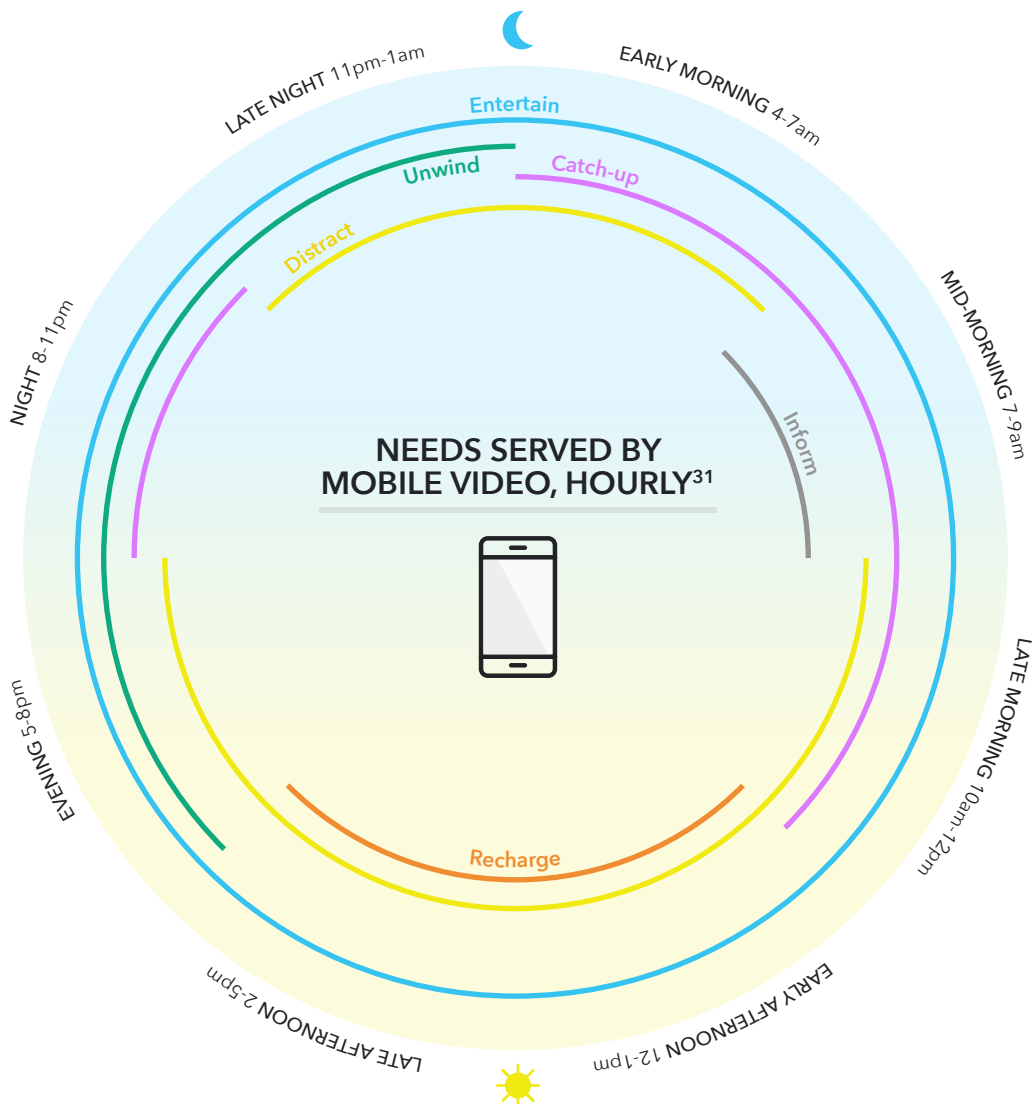 LATE NIGHT 11pm-1am
EARLY MORNING 4-7am
Entertain
Unwind
Catch-up
Distract
MID-MORNING 7-9am
NIGHT 8-11pm
Inform
NEEDS SERVED BY
MOBILE VIDEO, HOURLY³¹
LATE MORNING 10am-12pm
EVENING 5-8pm
Recharge
EARLY AFTERNOON 12-1pm
LATE AFTERNOON 2-5pm